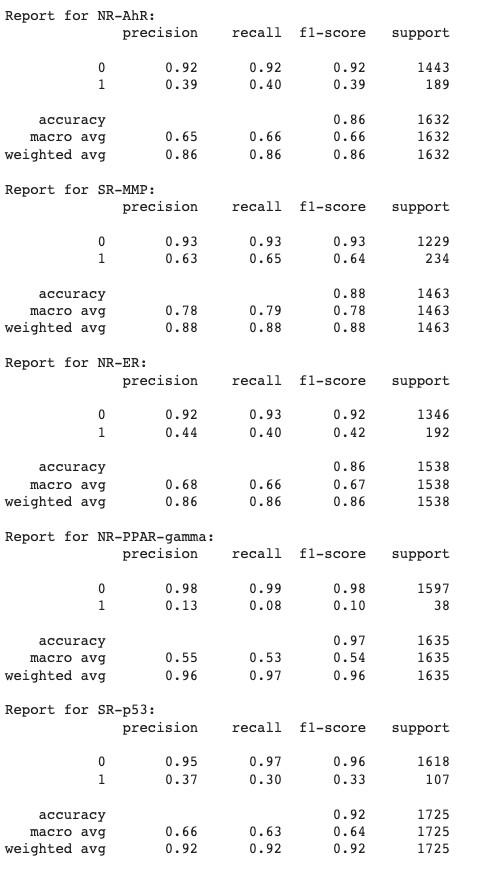 Report for NR-AhR:
precision recall f1-score support
0 0.92 0.92 0.92 1443
1 0.39 0.40 0.39 189
accuracy 0.86 1632
macro avg 0.65 0.66 0.66 1632
weighted avg 0.86 0.86 0.86 1632
Report for SR-MMP:
precision recall f1-score support
0 0.93 0.93 0.93 1229
1 0.63 0.65 0.64 234
accuracy 0.88 1463
macro avg 0.78 0.79 0.78 1463
weighted avg 0.88 0.88 0.88 1463
Report for NR-ER:
precision recall f1-score support
0 0.92 0.93 0.92 1346
1 0.44 0.40 0.42 192
accuracy 0.86 1538
macro avg 0.68 0.66 0.67 1538
weighted avg 0.86 0.86 0.86 1538
Report for NR-PPAR-gamma:
precision recall f1-score support
0 0.98 0.99 0.98 1597
1 0.13 0.08 0.10 38
accuracy 0.97 1635
macro avg 0.55 0.53 0.54 1635
weighted avg 0.96 0.97 0.96 1635
Report for SR-p53:
precision recall f1-score support
0 0.95 0.97 0.96 1618
1 0.37 0.30 0.33 107
accuracy 0.92 1725
macro avg 0.66 0.63 0.64 1725
weighted avg 0.92 0.92 0.92 1725